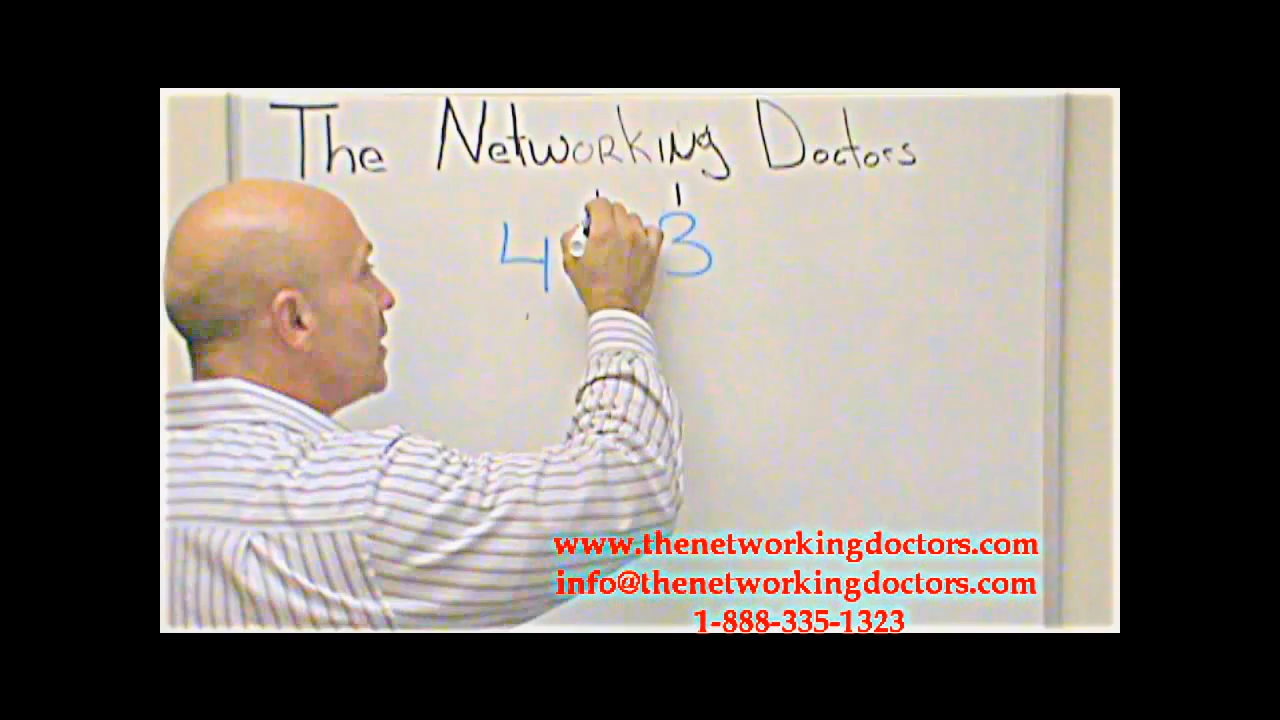 The Networking Doctors
4 3
www.thenetworkingdoctors.com
info@thenetworkingdoctors.com
1-888-335-1323